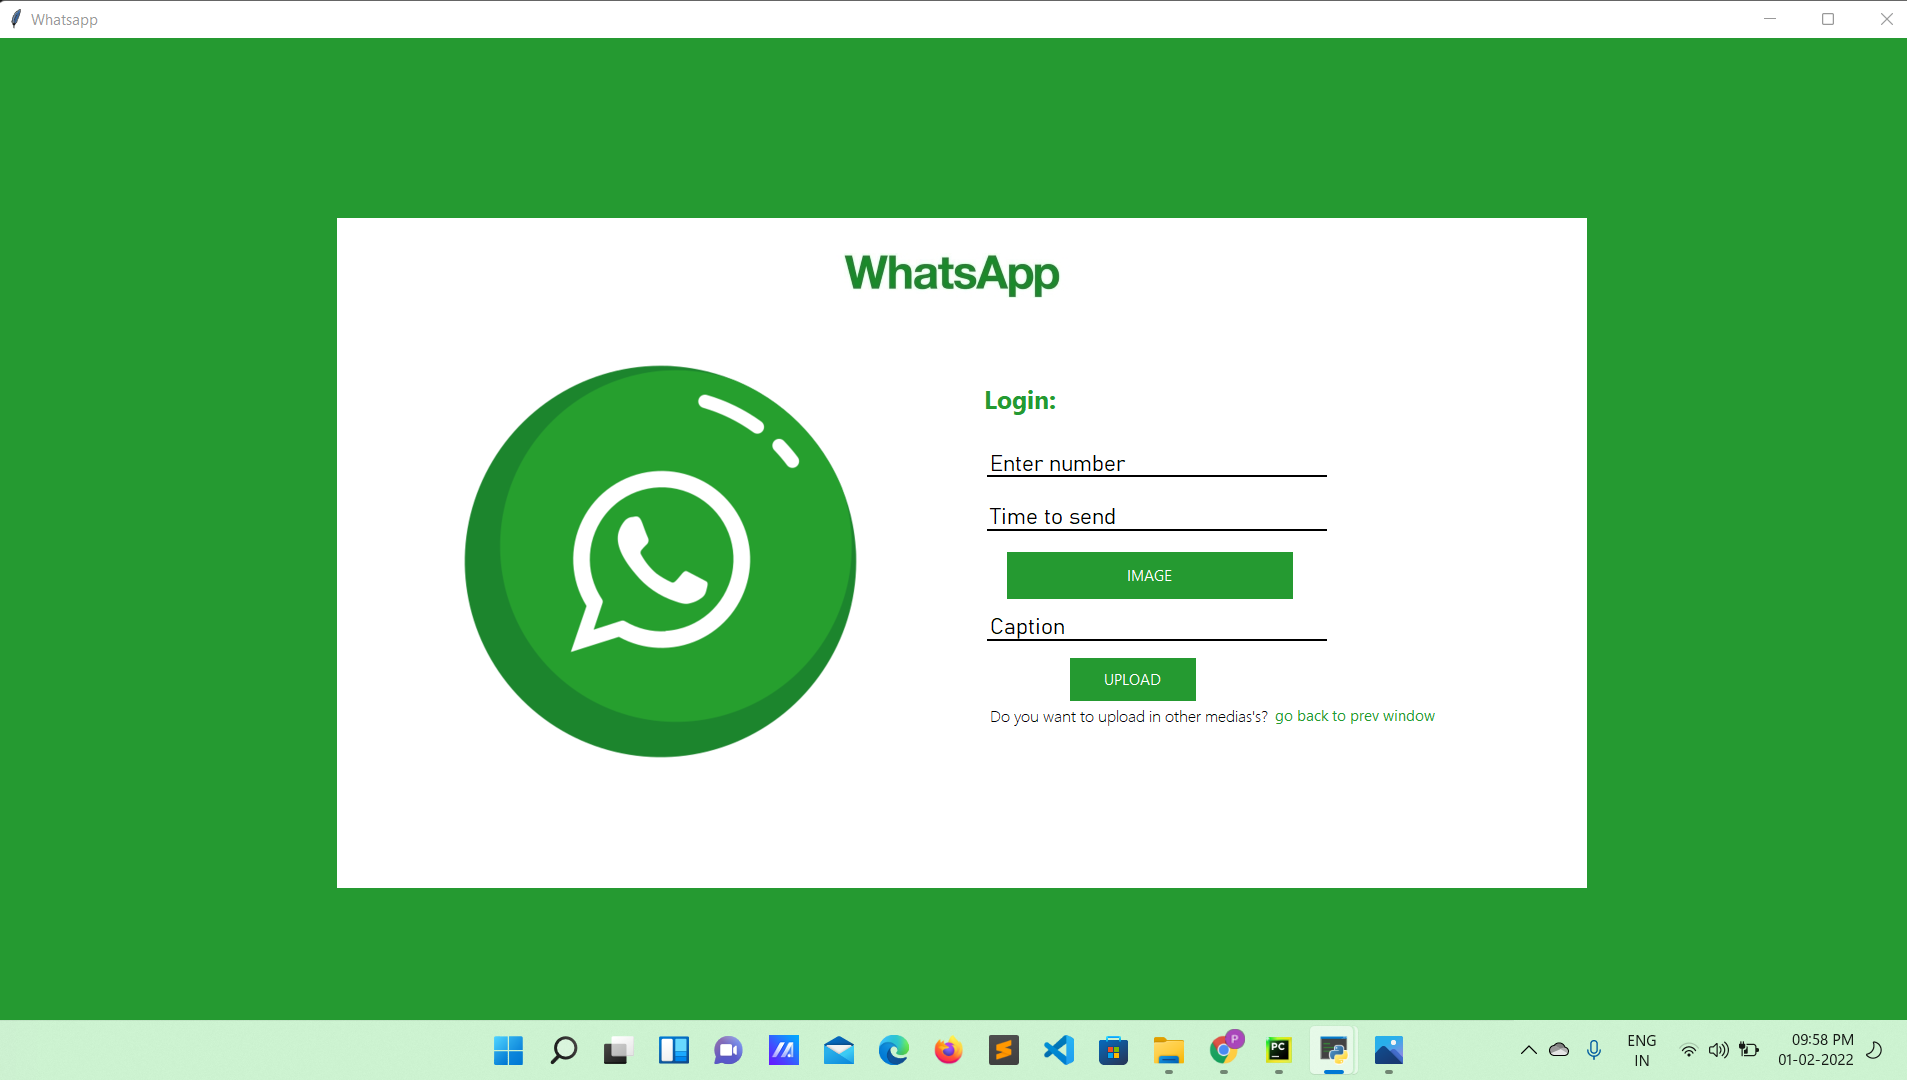 Whatsapp
WhatsApp
Login:
Enter number
Time to send
IMAGE
Caption
UPLOAD
Do you want to upload in other medias's? go back to prev window
P
PC
ENG
IN
09:58 PM
01-02-2022